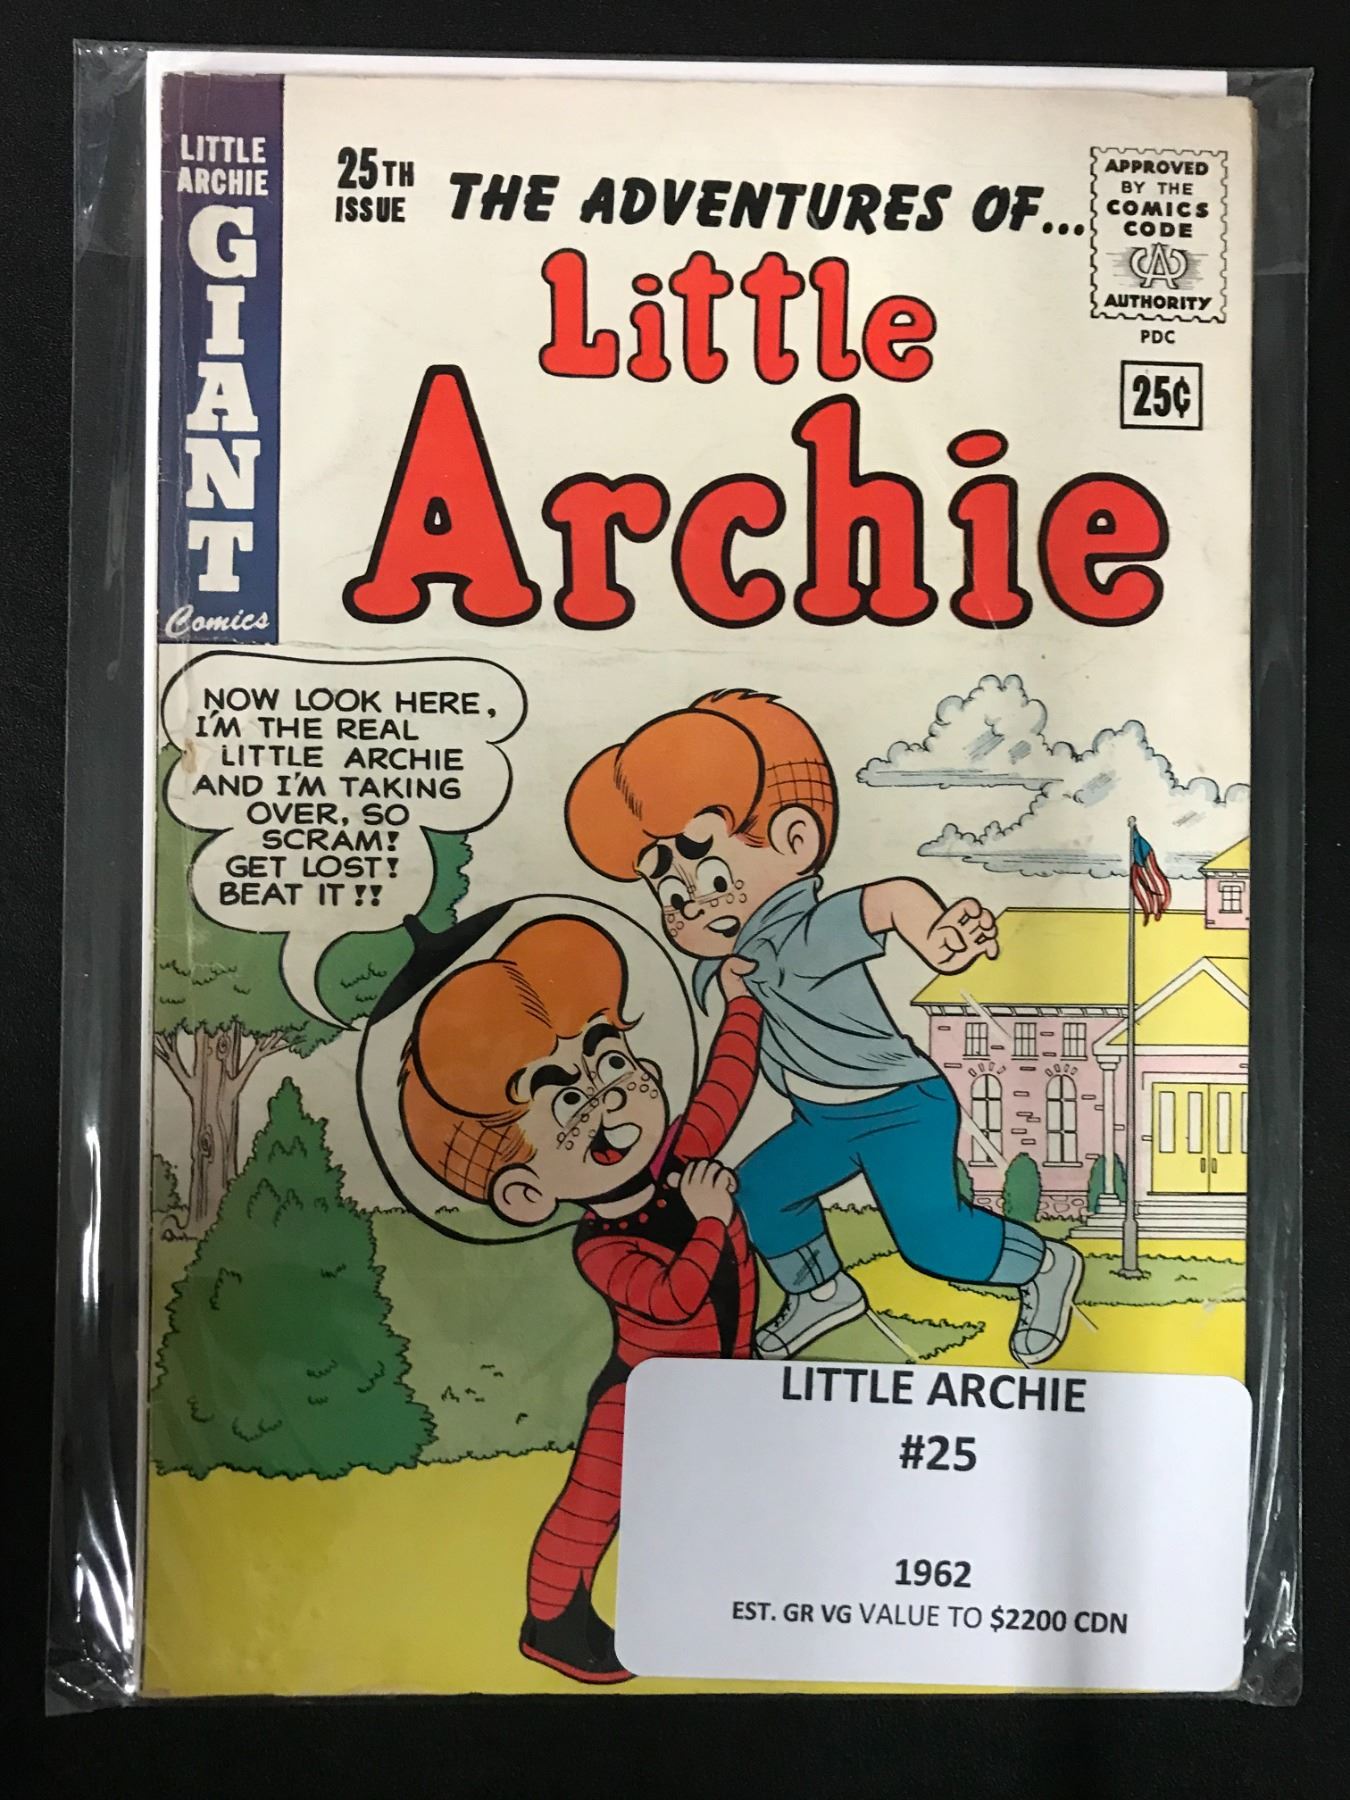 LITTLE
ARCHIE
GIANT
Comics
25TH
ISSUE
THE ADVENTURES OF...
Little
Archie
APPROVED
BY THE
COMICS
CODE
CA
AUTHORITY
PDC
25¢
NOW LOOK HERE,
I'M THE REAL
LITTLE ARCHIE
AND I'M TAKING
OVER, SO
SCRAM!
GET LOST!
BEAT IT!!
LITTLE ARCHIE
#25
1962
EST. GR VG VALUE TO $2200 CDN